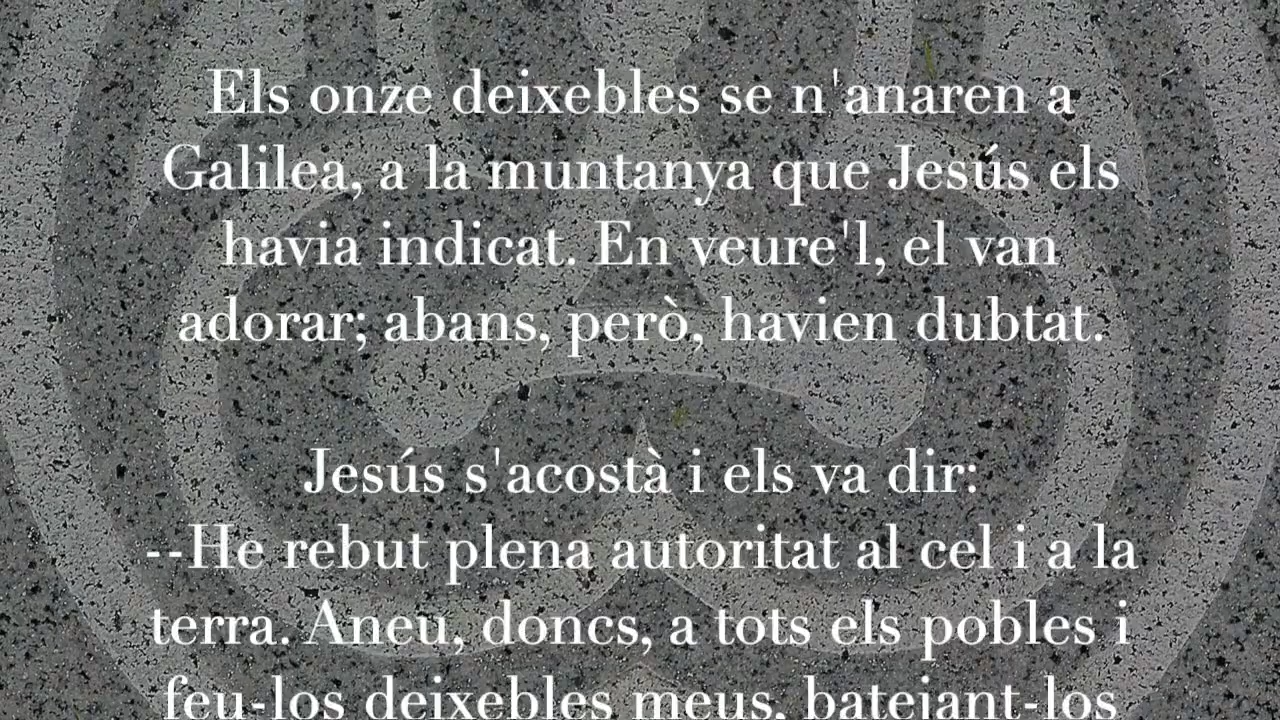 Els onze deixebles se n'anaren a
Galilea, a la muntanya que Jesús els
havia indicat. En veure'l, el van
adorar; abans, però, havien dubtat.
Jesús s'acostà i els va dir:
--He rebut plena autoritat al cel i a la
terra. Aneu, doncs, a tots els pobles i
feu-los deixebles meus, batejant-los